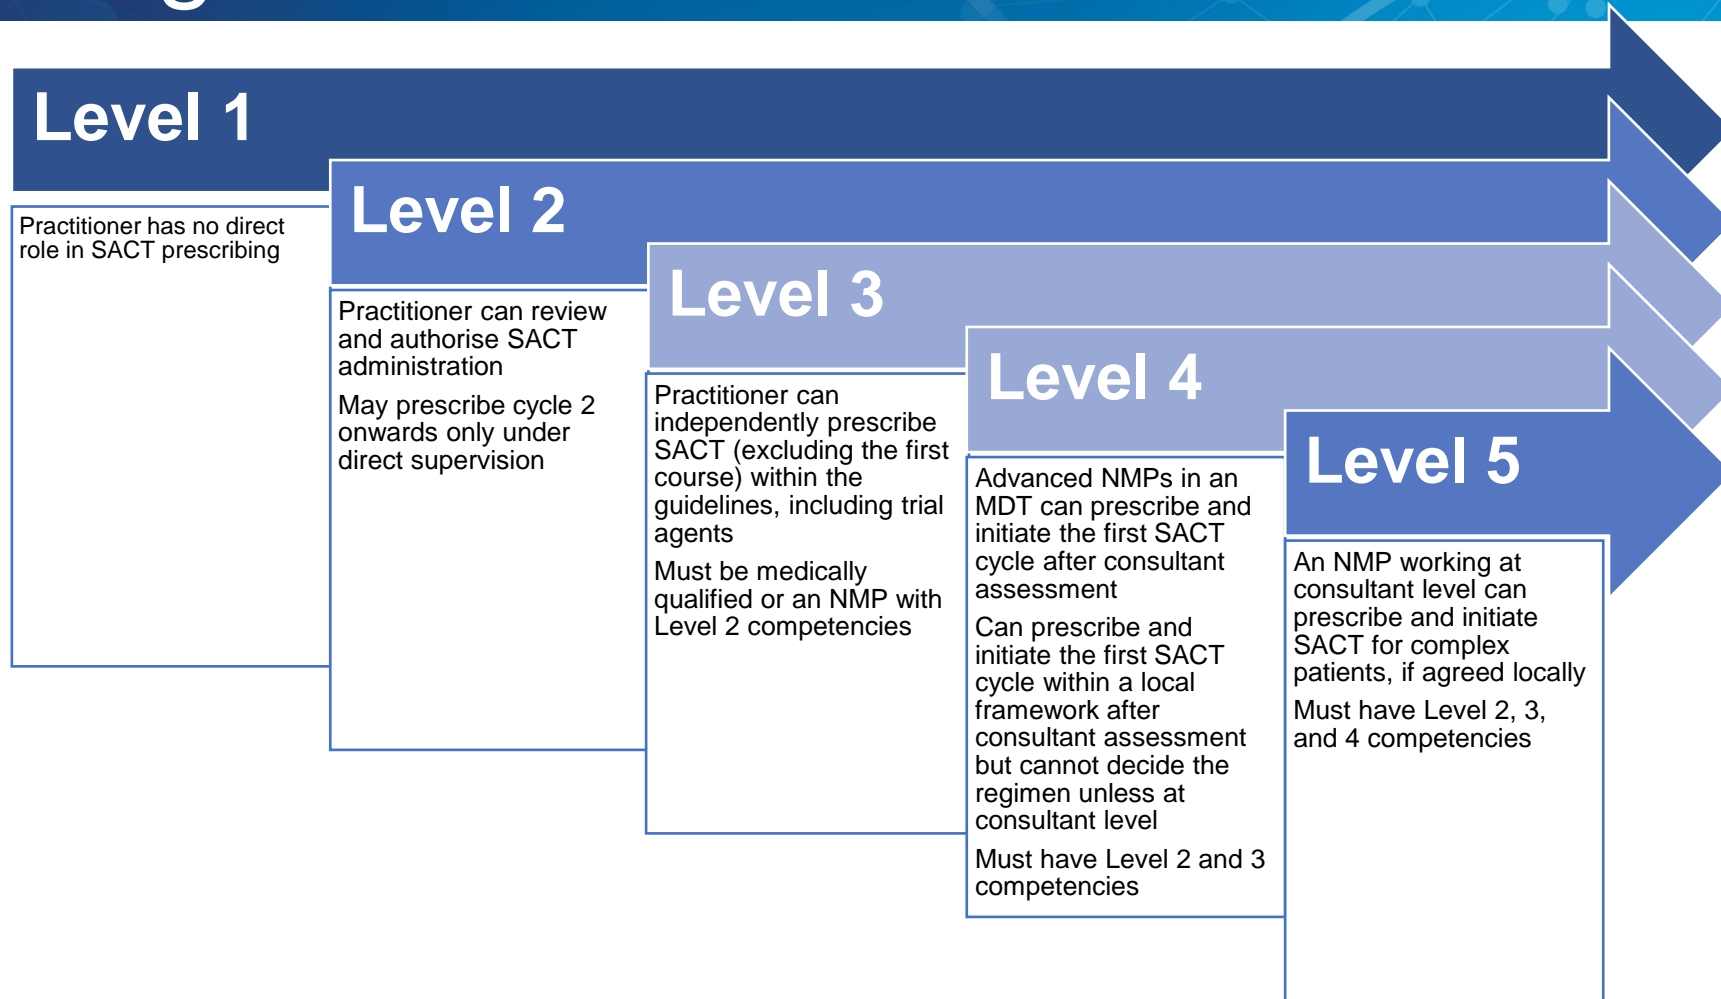 Level 1
Practitioner has no direct
role in SACT prescribing
Level 2
Practitioner can review
and authorise SACT
administration
May prescribe cycle 2
onwards only under
direct supervision
Level 3
Practitioner can
independently prescribe
SACT (excluding the first
course) within the
guidelines, including trial
agents
Must be medically
qualified or an NMP with
Level 2 competencies
Level 4
Advanced NMPs in an
MDT can prescribe and
initiate the first SACT
cycle after consultant
assessment
Can prescribe and
initiate the first SACT
cycle within a local
framework after
consultant assessment
but cannot decide the
regimen unless at
consultant level
Must have Level 2 and 3
competencies
Level 5
An NMP working at
consultant level can
prescribe and initiate
SACT for complex
patients, if agreed locally
Must have Level 2, 3,
and 4 competencies